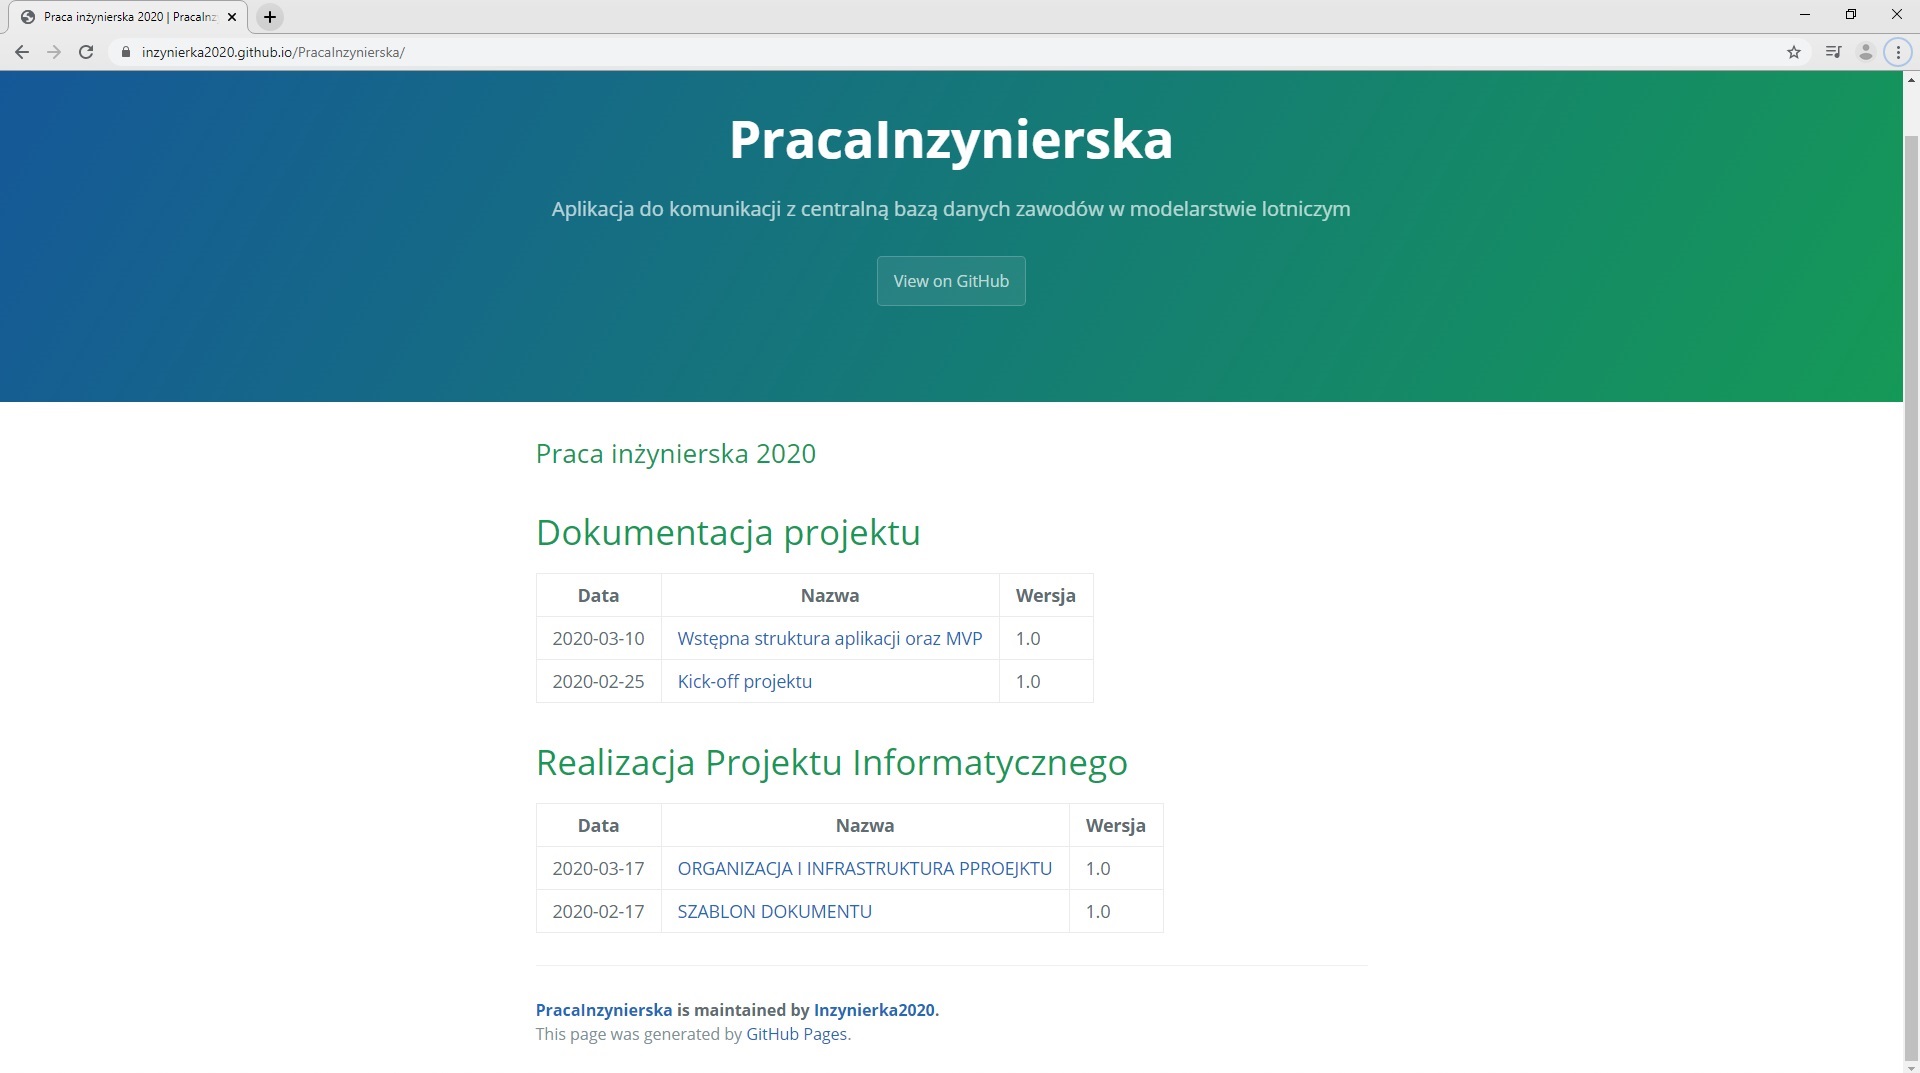 Praca inżynierska 2020 | PracaInz
inzynierka2020.github.io/PracaInzynierska/
PracaInzynierska
Aplikacja do komunikacji z centralną bazą danych zawodów w modelarstwie lotniczym
View on GitHub
Praca inżynierska 2020
Dokumentacja projektu
Data Nazwa Wersja
2020-03-10 Wstępna struktura aplikacji oraz MVP 1.0
2020-02-25 Kick-off projektu 1.0
Realizacja Projektu Informatycznego
Data Nazwa Wersja
2020-03-17 ORGANIZACJA I INFRASTRUKTURA PPROEJKTU 1.0
2020-02-17 SZABLON DOKUMENTU 1.0
PracaInzynierska is maintained by Inzynierka2020.
This page was generated by GitHub Pages.